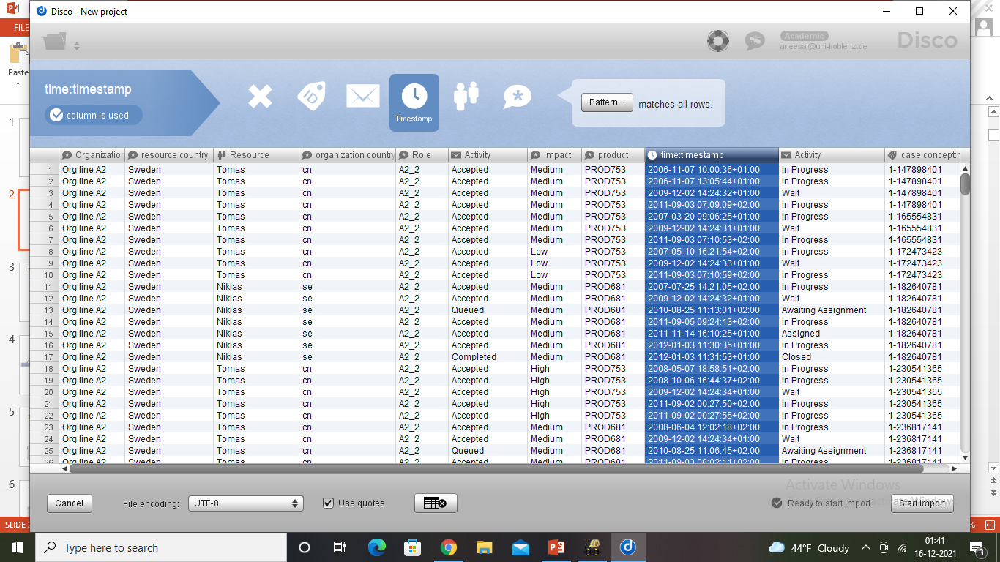 Disco - New project
FILE
Paste
Academic
aneesaj@uni-koblenz.de
Disco
time:timestamp
column is used
ID
Timestamp
Pattern...
matches all rows.
Organization resource country Resource organization country Role Activity impact product time:timestamp Activity case:concept:n
1 Org line A2 Sweden Tomas cn A2_2 Accepted Medium PROD753 2006-11-07 10:00:36+01:00 In Progress 1-147898401
2 Org line A2 Sweden Tomas cn A2_2 Accepted Medium PROD753 2006-11-07 13:05:44+01:00 In Progress 1-147898401
3 Org line A2 Sweden Tomas cn A2_2 Accepted Medium PROD753 2009-12-02 14:24:32+01:00 Wait 1-147898401
4 Org line A2 Sweden Tomas cn A2_2 Accepted Medium PROD753 2011-09-03 07:09:09+02:00 In Progress 1-147898401
5 Org line A2 Sweden Tomas cn A2_2 Accepted Medium PROD753 2007-03-20 09:06:25+01:00 In Progress 1-165554831
6 Org line A2 Sweden Tomas cn A2_2 Accepted Medium PROD753 2009-12-02 14:24:31+01:00 Wait 1-165554831
7 Org line A2 Sweden Tomas cn A2_2 Accepted Medium PROD753 2011-09-03 07:10:53+02:00 In Progress 1-165554831
8 Org line A2 Sweden Tomas cn A2_2 Accepted Low PROD753 2007-05-10 16:21:54+02:00 In Progress 1-172473423
9 Org line A2 Sweden Tomas cn A2_2 Accepted Low PROD753 2009-12-02 14:24:33+01:00 Wait 1-172473423
10 Org line A2 Sweden Tomas cn A2_2 Accepted Low PROD753 2011-09-03 07:10:59+02:00 In Progress 1-172473423
11 Org line A2 Sweden Niklas se A2_2 Accepted Medium PROD681 2007-07-25 14:21:05+02:00 In Progress 1-182640781
12 Org line A2 Sweden Niklas se A2_2 Accepted Medium PROD681 2009-12-02 14:24:32+01:00 Wait 1-182640781
13 Org line A2 Sweden Niklas se A2_2 Queued Medium PROD681 2010-08-25 11:13:01+02:00 Awaiting Assignment 1-182640781
14 Org line A2 Sweden Niklas se A2_2 Accepted Medium PROD681 2011-09-05 09:24:13+02:00 In Progress 1-182640781
15 Org line A2 Sweden Niklas se A2_2 Accepted Medium PROD681 2011-11-14 16:10:25+01:00 Assigned 1-182640781
16 Org line A2 Sweden Niklas se A2_2 Accepted Medium PROD681 2012-01-03 11:30:35+01:00 In Progress 1-182640781
17 Org line A2 Sweden Niklas se A2_2 Completed Medium PROD681 2012-01-03 11:31:53+01:00 Closed 1-182640781
18 Org line A2 Sweden Tomas cn A2_2 Accepted High PROD753 2008-05-07 18:58:51+02:00 In Progress 1-230541365
19 Org line A2 Sweden Tomas cn A2_2 Accepted High PROD753 2008-10-06 16:44:37+02:00 In Progress 1-230541365
20 Org line A2 Sweden Tomas cn A2_2 Accepted High PROD753 2009-12-02 14:24:34+01:00 Wait 1-230541365
21 Org line A2 Sweden Tomas cn A2_2 Accepted High PROD753 2011-09-02 00:27:50+02:00 In Progress 1-230541365
22 Org line A2 Sweden Tomas cn A2_2 Accepted High PROD753 2011-09-02 00:27:55+02:00 In Progress 1-230541365
23 Org line A2 Sweden Tomas cn A2_2 Accepted Medium PROD681 2008-06-04 12:02:18+02:00 In Progress 1-236817141
24 Org line A2 Sweden Tomas cn A2_2 Accepted Medium PROD681 2009-12-02 14:24:34+01:00 Wait 1-236817141
25 Org line A2 Sweden Tomas cn A2_2 Queued Medium PROD681 2010-08-25 11:06:45+02:00 Awaiting Assignment 1-236817141
26 Org line A2 Sweden Tomas cn A2_2 Accepted Medium PROD681 2011-09-03 08:02:11+02:00 In Progress 1-236817141
1
2
3
4
5
6
Activate Windows
Cancel
File encoding:
UTF-8
Use quotes
Ready to start import.
Start import
SLIDE 2
%
Type here to search
44°F Cloudy
01:41
16-12-2021
3